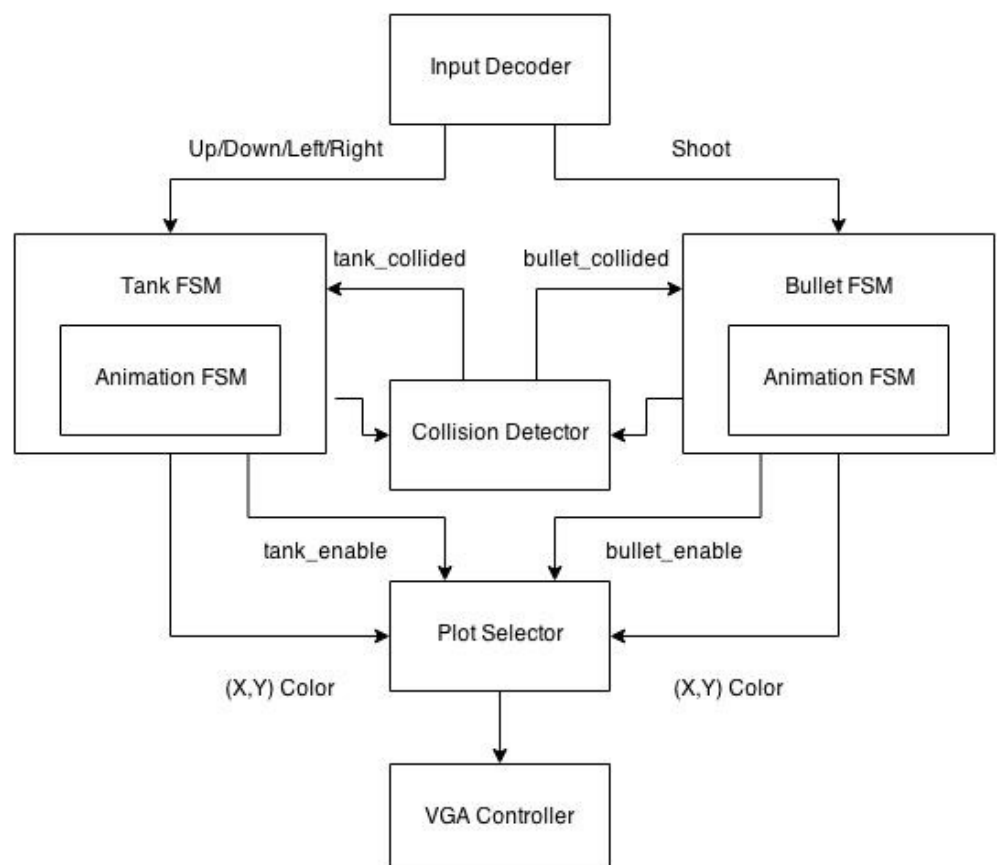 Input Decoder
Up/Down/Left/Right
Shoot
tank_collided
bullet_collided
Tank FSM
Bullet FSM
Animation FSM
Animation FSM
Collision Detector
tank_enable
bullet_enable
Plot Selector
(X,Y) Color
(X,Y) Color
VGA Controller